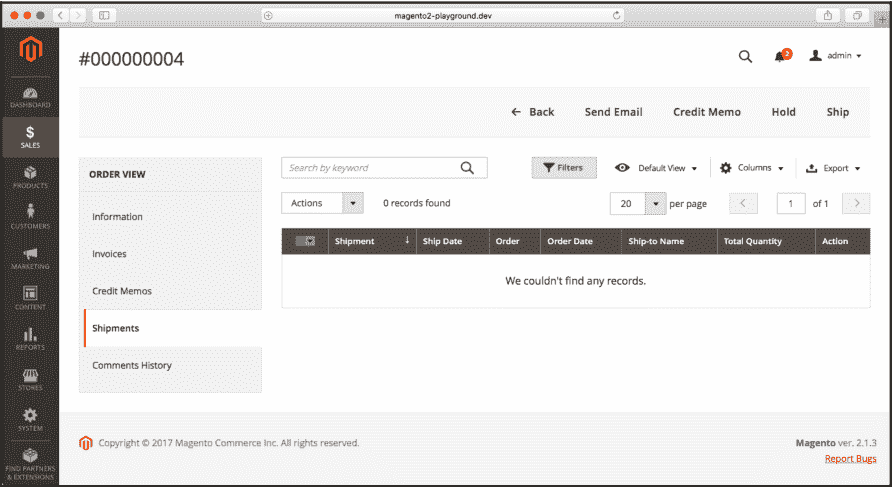 magento2-playground.dev
#000000004
2
admin
Back
Send Email
Credit Memo
Hold
Ship
DASHBOARD
$
SALES
PRODUCTS
CUSTOMERS
MARKETING
CONTENT
REPORTS
STORES
SYSTEM
FIND PARTNERS
& EXTENSIONS
ORDER VIEW
Information
Invoices
Credit Memos
Shipments
Comments History
Search by keyword
Filters
Default View
Columns
Export
Actions
0 records found
20
per page
1
of 1
Shipment ↓ Ship Date Order Order Date Ship-to Name Total Quantity Action
We couldn't find any records.
Copyright © 2017 Magento Commerce Inc. All rights reserved.
Magento ver. 2.1.3
Report Bugs